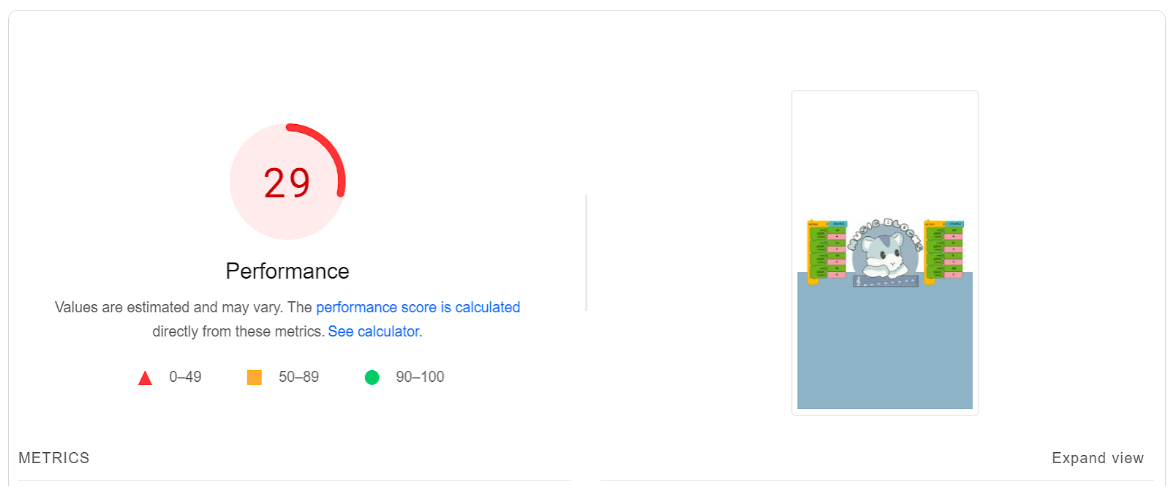 29
Performance
Values are estimated and may vary. The performance score is calculated
directly from these metrics. See calculator.
0–49
50–89
90–100
METRICS
Expand view